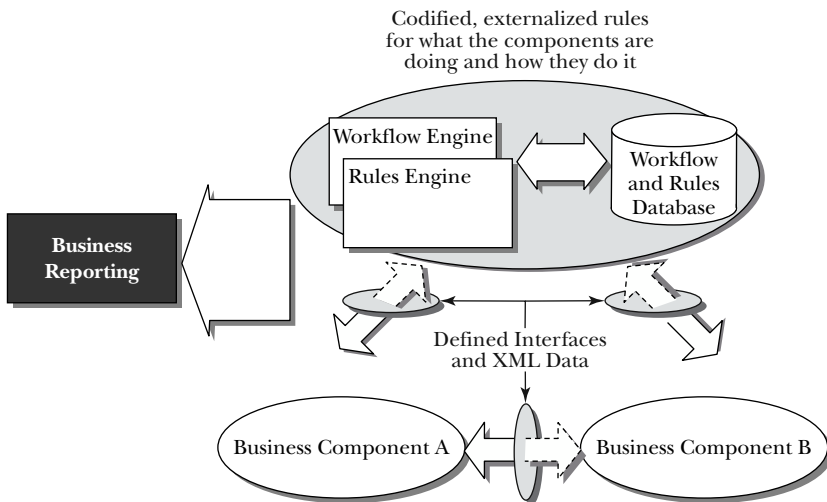 Codified, externalized rules
for what the components are
doing and how they do it
Workflow Engine
Rules Engine
Workflow
and Rules
Database
Business
Reporting
Defined Interfaces
and XML Data
Business Component A
Business Component B